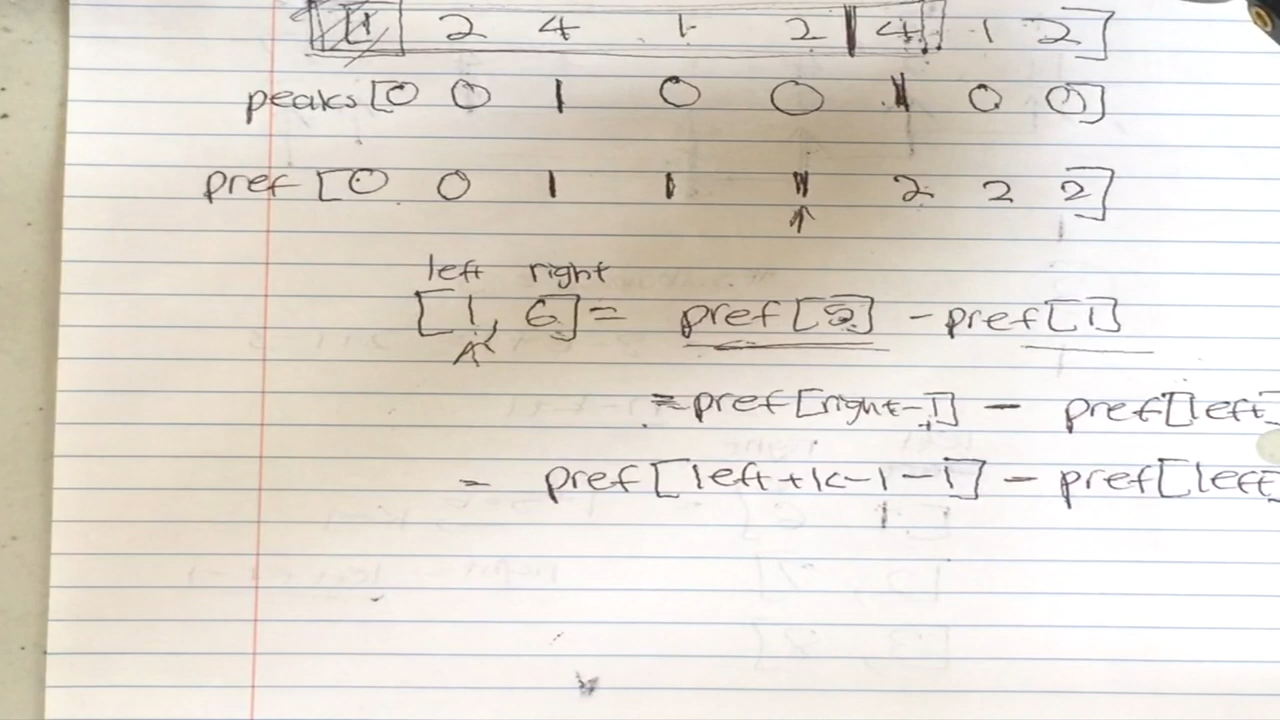 [1 2 4 1 2 4 1 2]
peaks [0 0 1 0 0 1 0 0]
pref [0 0 1 1 1 2 2 2]
left right
[1, 6] = pref[5] - pref[1]
= pref[right-1] - pref[left]
= pref[left+k-1-1] - pref[left]